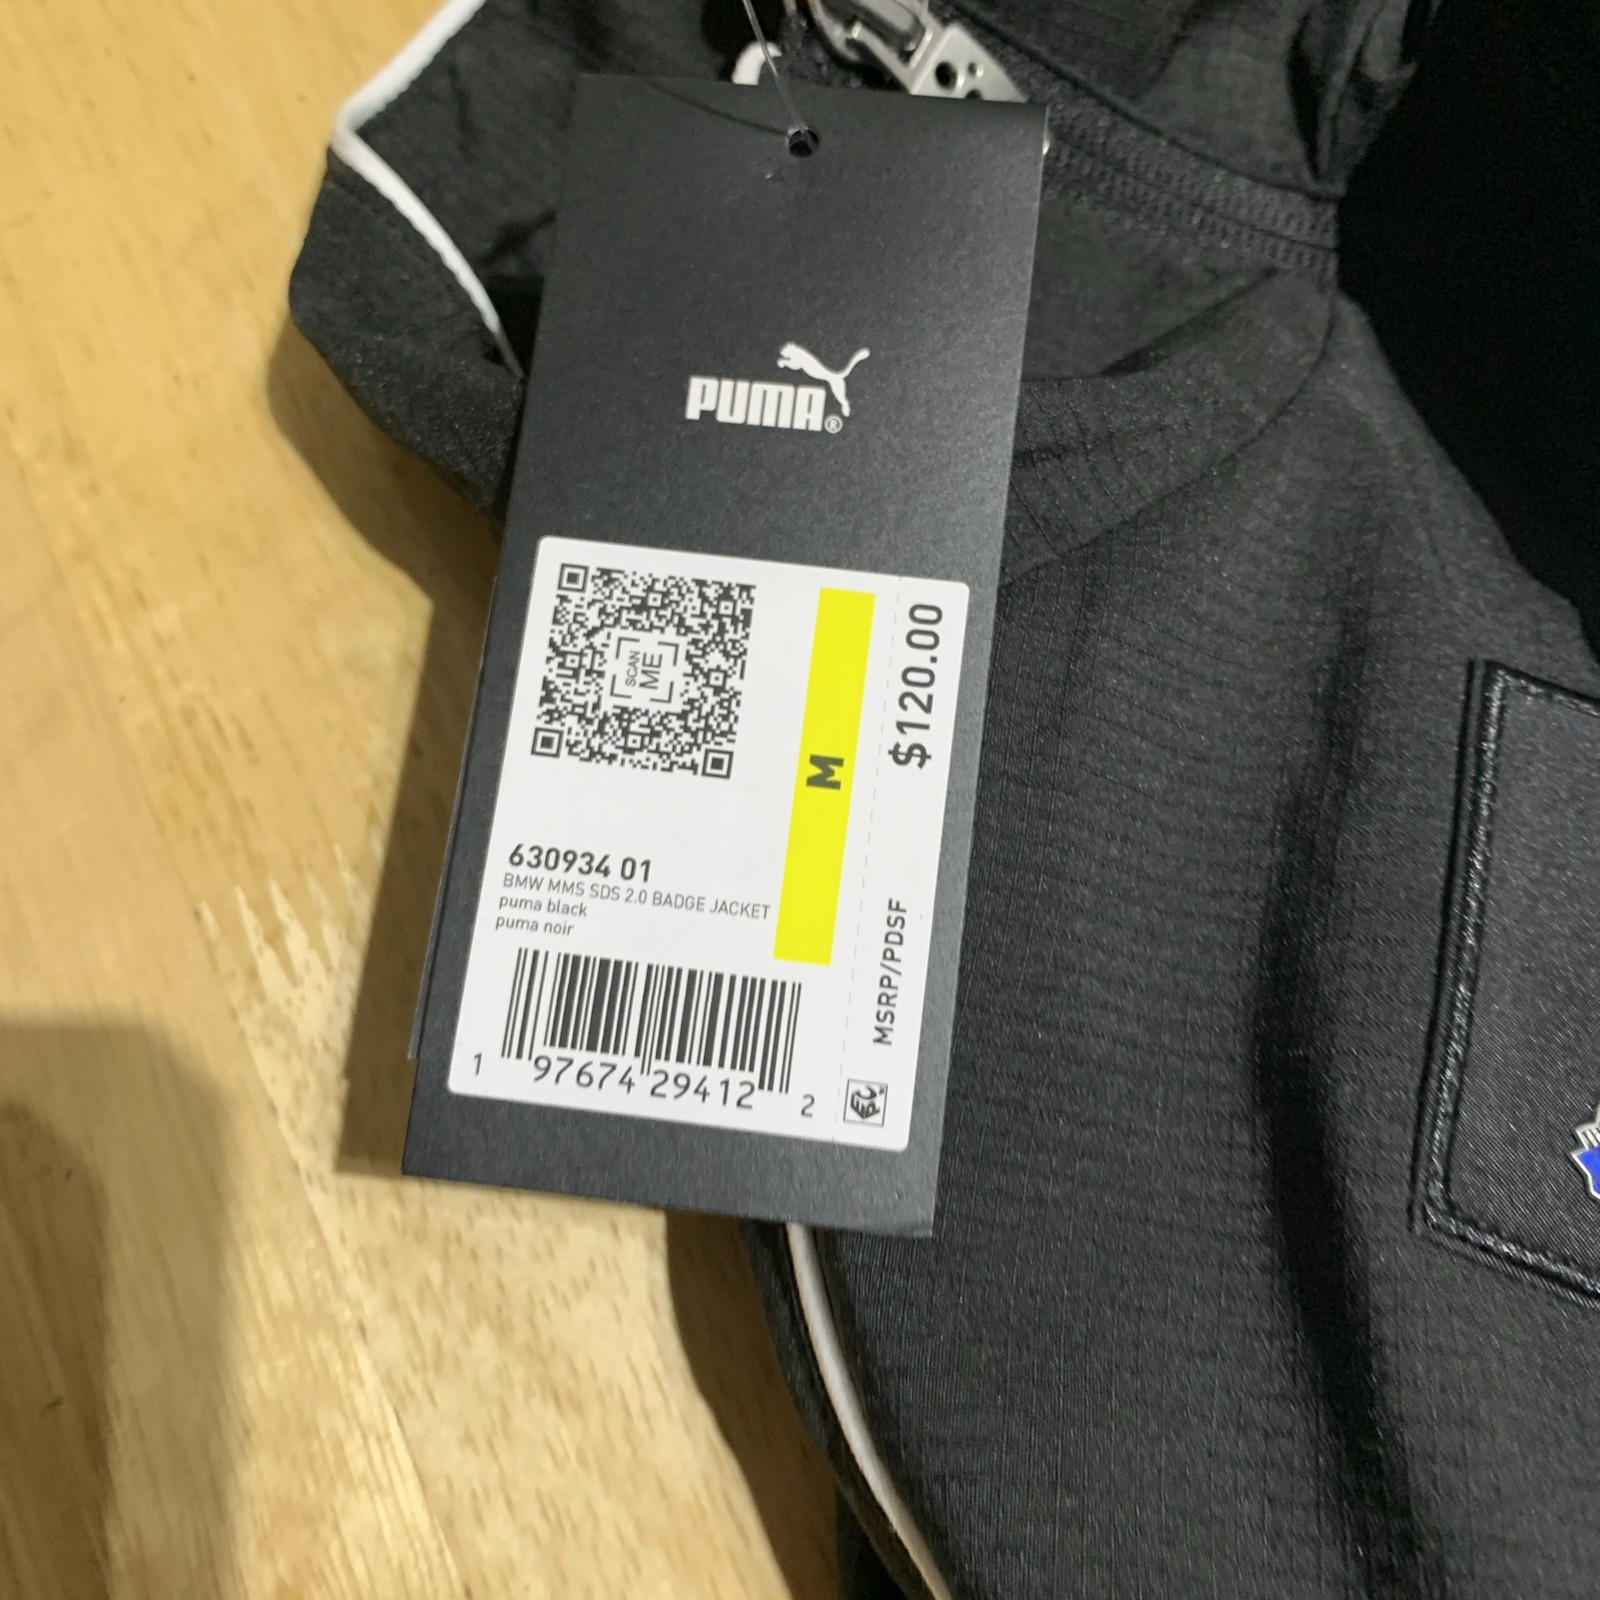 PUMA®
SCAN
ME
M
$120.00
MSRP/PDSF
630934 01
BMW MMS SDS 2.0 BADGE JACKET
puma black
puma noir
1 97674 29412 2